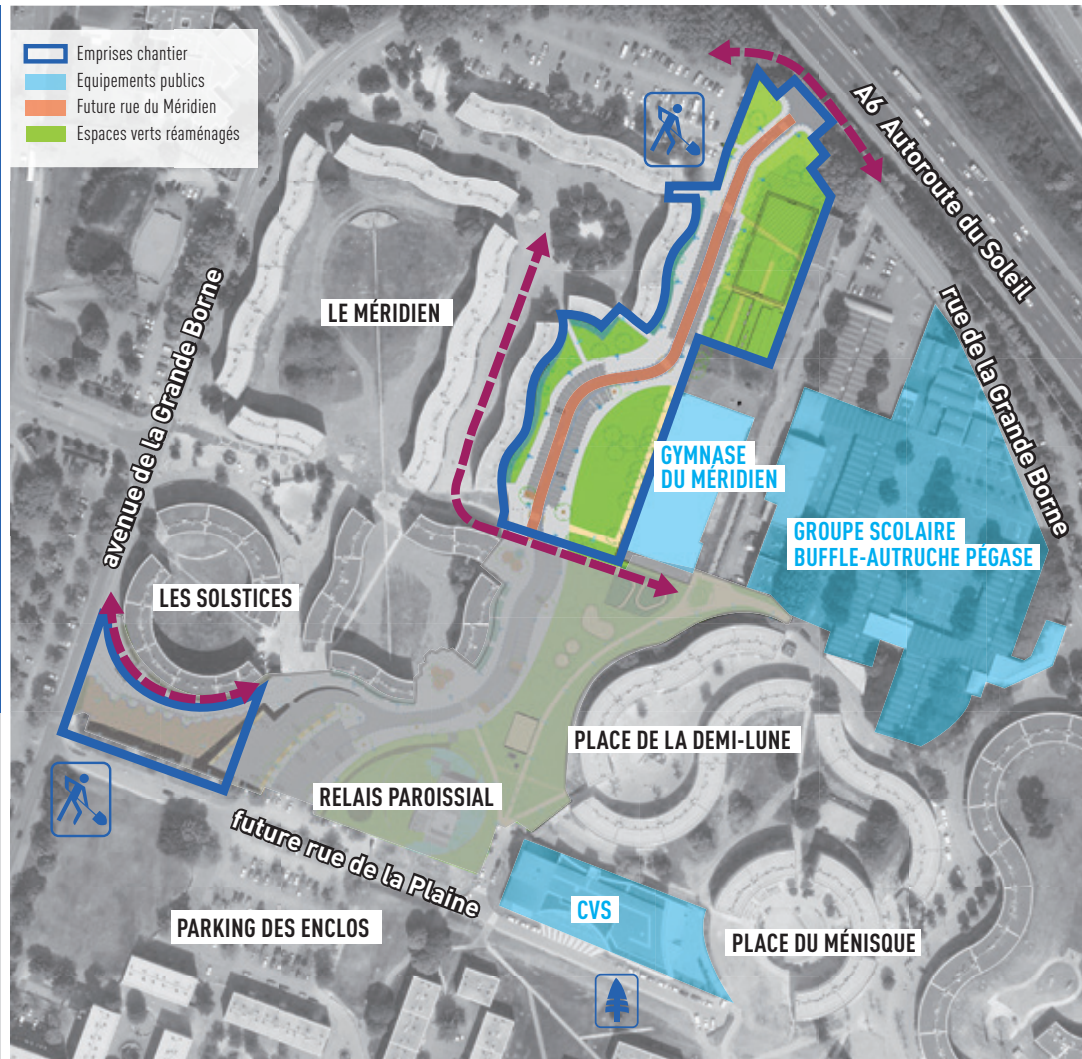 Emprises chantier
Equipements publics
Future rue du Méridien
Espaces verts réaménagés
A6 Autoroute du Soleil
rue de la Grande Borne
avenue de la Grande Borne
LE MÉRIDIEN
GYMNASE
DU MÉRIDIEN
GROUPE SCOLAIRE
BUFFLE-AUTRUCHE PÉGASE
LES SOLSTICES
PLACE DE LA DEMI-LUNE
RELAIS PAROISSIAL
future rue de la Plaine
CVS
PARKING DES ENCLOS
PLACE DU MÉNISQUE